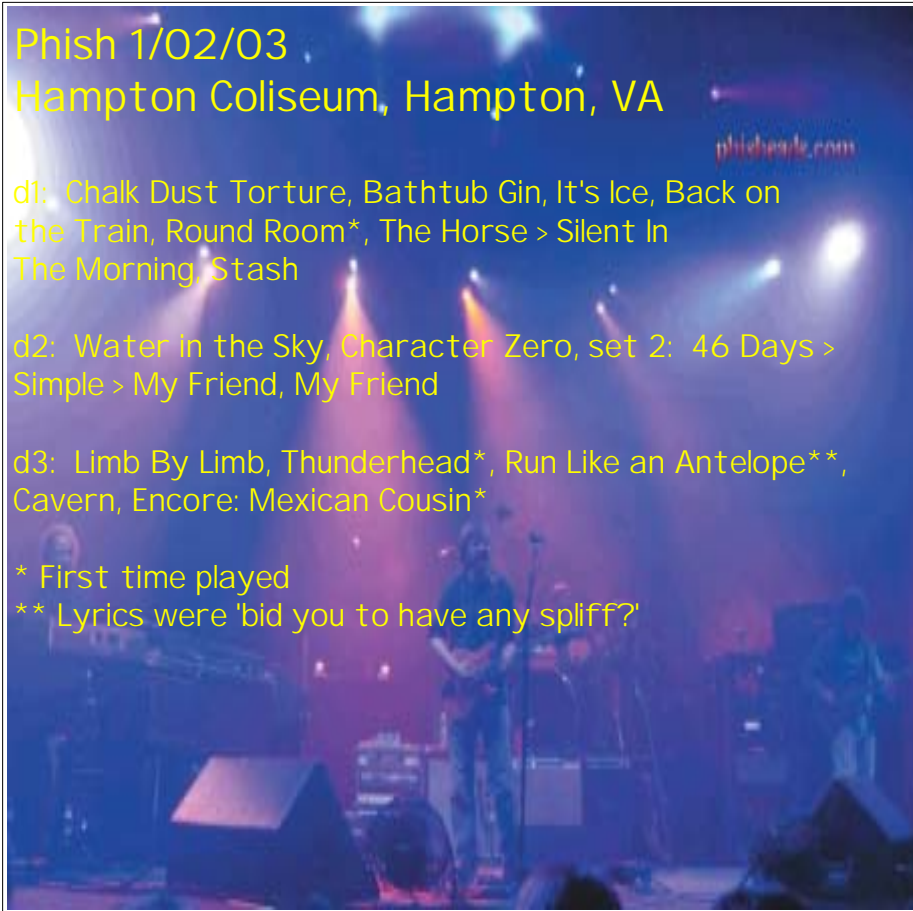 Phish 1/02/03
Hampton Coliseum, Hampton, VA
phisheads.com
d1: Chalk Dust Torture, Bathtub Gin, It's Ice, Back on
the Train, Round Room*, The Horse > Silent In
The Morning, Stash
d2: Water in the Sky, Character Zero, set 2: 46 Days >
Simple > My Friend, My Friend
d3: Limb By Limb, Thunderhead*, Run Like an Antelope**,
Cavern, Encore: Mexican Cousin*
* First time played
** Lyrics were 'bid you to have any spliff?'